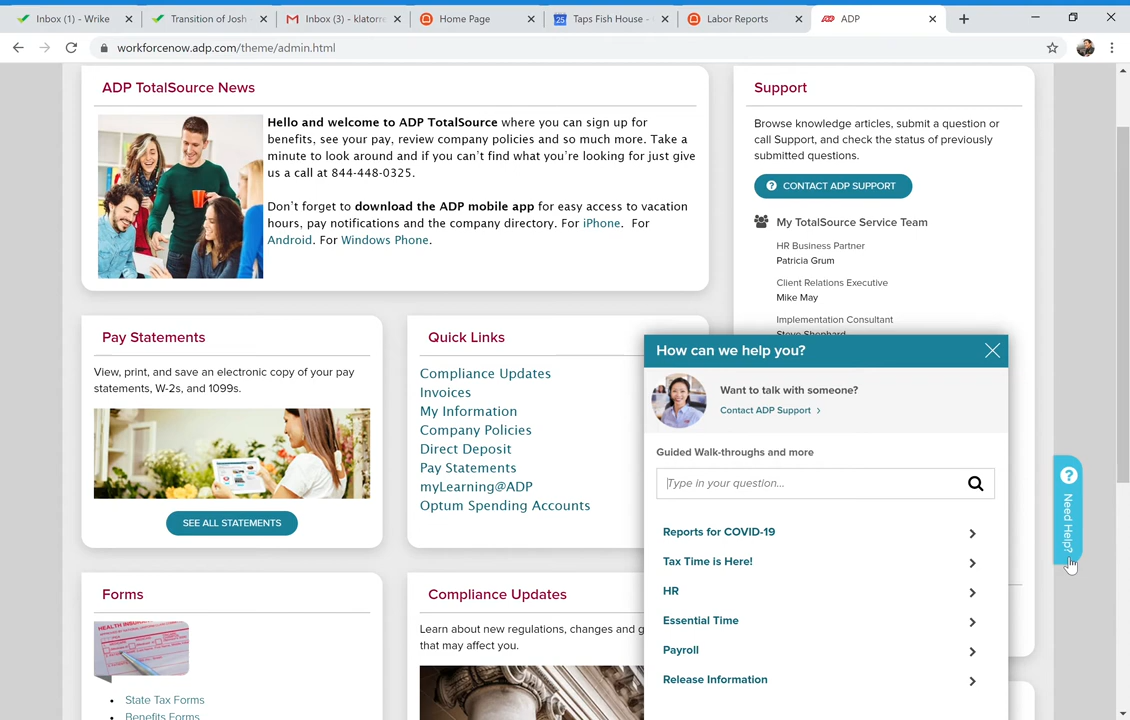 Inbox (1) - Wrike
Transition of Josh
Inbox (3) - klatorre
Home Page
25
Taps Fish House -
Labor Reports
ADP
workforcenow.adp.com/theme/admin.html
ADP TotalSource News
Hello and welcome to ADP TotalSource where you can sign up for
benefits, see your pay, review company policies and so much more. Take a
minute to look around and if you can't find what you're looking for just give
us a call at 844-448-0325.
Don't forget to download the ADP mobile app for easy access to vacation
hours, pay notifications and the company directory. For iPhone. For
Android. For Windows Phone.
Support
Browse knowledge articles, submit a question or
call Support, and check the status of previously
submitted questions.
CONTACT ADP SUPPORT
My TotalSource Service Team
HR Business Partner
Patricia Grum
Client Relations Executive
Mike May
Implementation Consultant
Steve Shephard
Pay Statements
View, print, and save an electronic copy of your pay
statements, W-2s, and 1099s.
SEE ALL STATEMENTS
Quick Links
Compliance Updates
Invoices
My Information
Company Policies
Direct Deposit
Pay Statements
myLearning@ADP
Optum Spending Accounts
How can we help you?
Want to talk with someone?
Contact ADP Support >
Guided Walk-throughs and more
Type in your question...
Reports for COVID-19
Tax Time is Here!
HR
Essential Time
Payroll
Release Information
Need Help?
Forms
State Tax Forms
Benefits Forms
Compliance Updates
Learn about new regulations, changes and g
that may affect you.